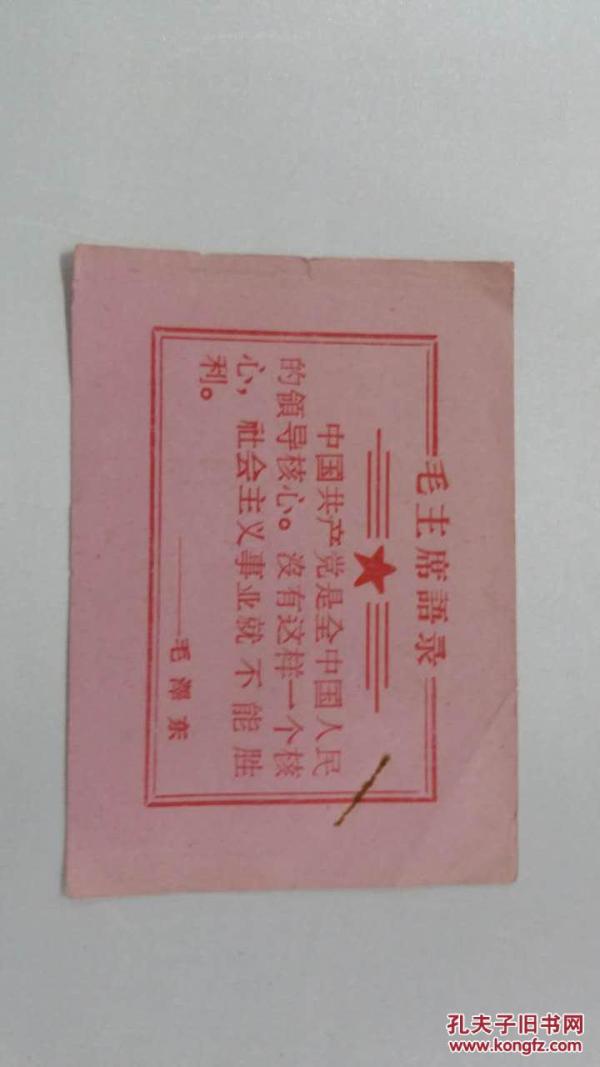 毛主席語录
中国共产党是全中国人民
的領导核心。沒有这样一个核
心，社会主义事业就不能胜
利。
——毛澤东
孔夫子旧书网
www.kongfz.com